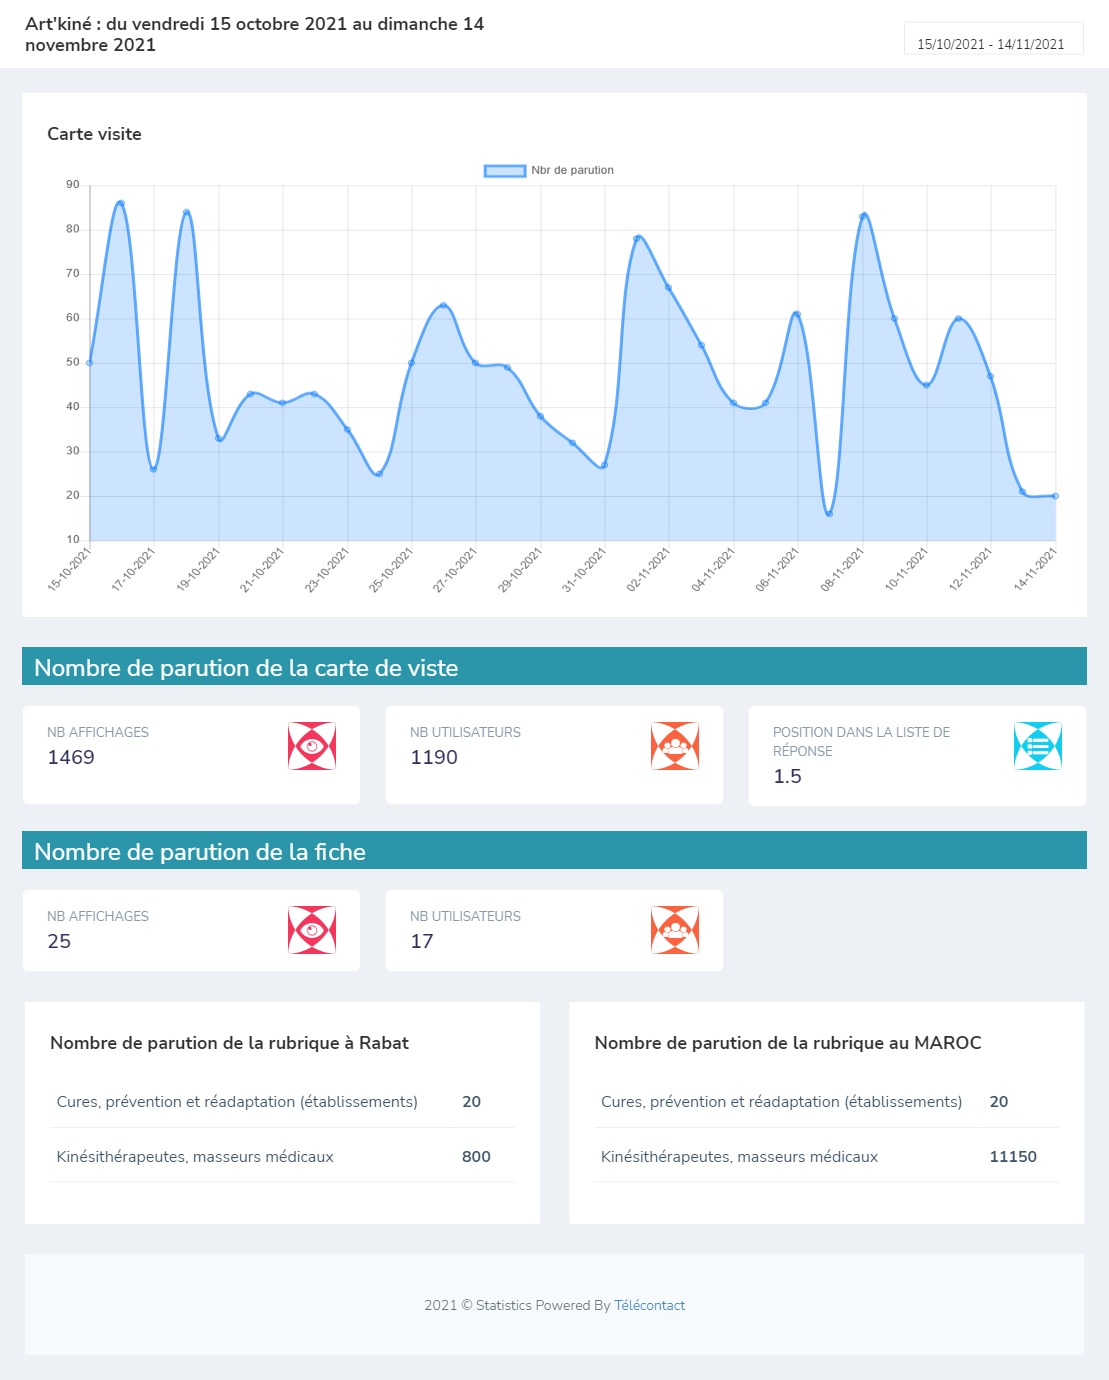 Art'kiné : du vendredi 15 octobre 2021 au dimanche 14
novembre 2021
15/10/2021 - 14/11/2021
Carte visite
Nbr de parution
90
80
70
60
50
40
30
20
10
15-10-2021
17-10-2021
19-10-2021
21-10-2021
23-10-2021
25-10-2021
27-10-2021
29-10-2021
31-10-2021
02-11-2021
04-11-2021
06-11-2021
08-11-2021
10-11-2021
12-11-2021
14-11-2021
Nombre de parution de la carte de viste
NB AFFICHAGES
1469
NB UTILISATEURS
1190
POSITION DANS LA LISTE DE
RÉPONSE
1.5
Nombre de parution de la fiche
NB AFFICHAGES
25
NB UTILISATEURS
17
Nombre de parution de la rubrique à Rabat
Cures, prévention et réadaptation (établissements) 20
Kinésithérapeutes, masseurs médicaux 800
Nombre de parution de la rubrique au MAROC
Cures, prévention et réadaptation (établissements) 20
Kinésithérapeutes, masseurs médicaux 11150
2021 © Statistics Powered By Télécontact